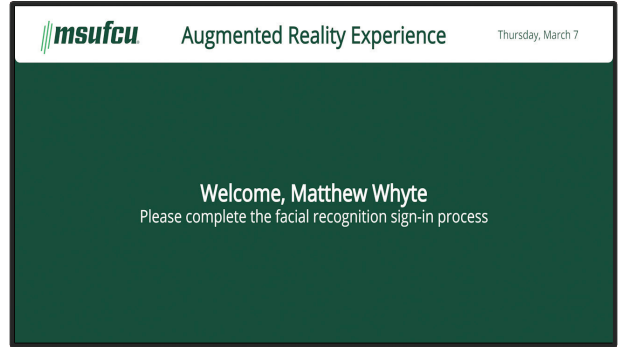 msufcu
Augmented Reality Experience
Thursday, March 7
Welcome, Matthew Whyte
Please complete the facial recognition sign-in process